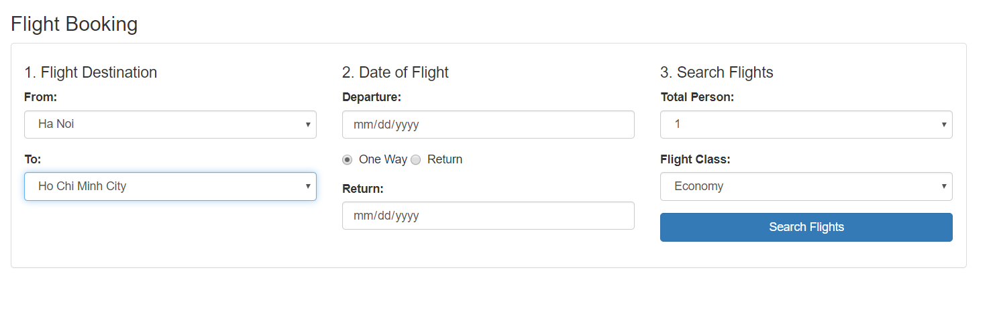 Flight Booking
1. Flight Destination
From:
Ha Noi
To:
Ho Chi Minh City
2. Date of Flight
Departure:
mm/dd/yyyy
One Way Return
Return:
mm/dd/yyyy
3. Search Flights
Total Person:
1
Flight Class:
Economy
Search Flights